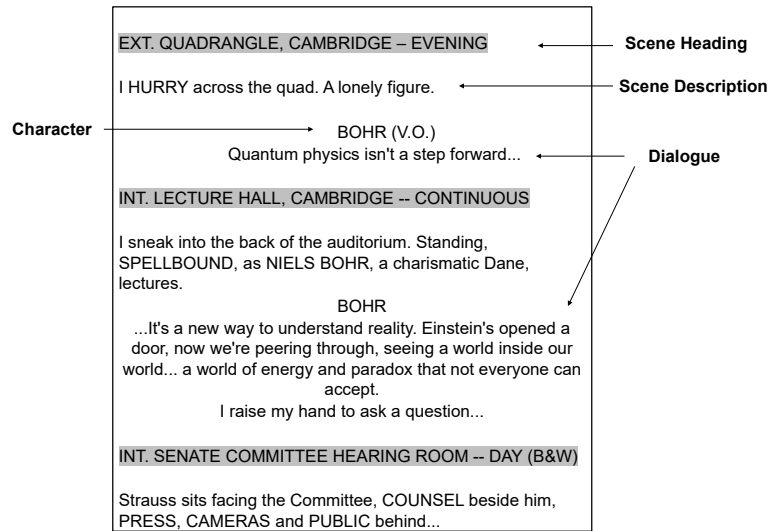 EXT. QUADRANGLE, CAMBRIDGE – EVENING
Scene Heading
I HURRY across the quad. A lonely figure.
Scene Description
Character
BOHR (V.O.)
Quantum physics isn't a step forward...
Dialogue
INT. LECTURE HALL, CAMBRIDGE -- CONTINUOUS
I sneak into the back of the auditorium. Standing,
SPELLBOUND, as NIELS BOHR, a charismatic Dane,
lectures.
BOHR
...It's a new way to understand reality. Einstein's opened a
door, now we're peering through, seeing a world inside our
world... a world of energy and paradox that not everyone can
accept.
I raise my hand to ask a question...
INT. SENATE COMMITTEE HEARING ROOM -- DAY (B&W)
Strauss sits facing the Committee, COUNSEL beside him,
PRESS, CAMERAS and PUBLIC behind...